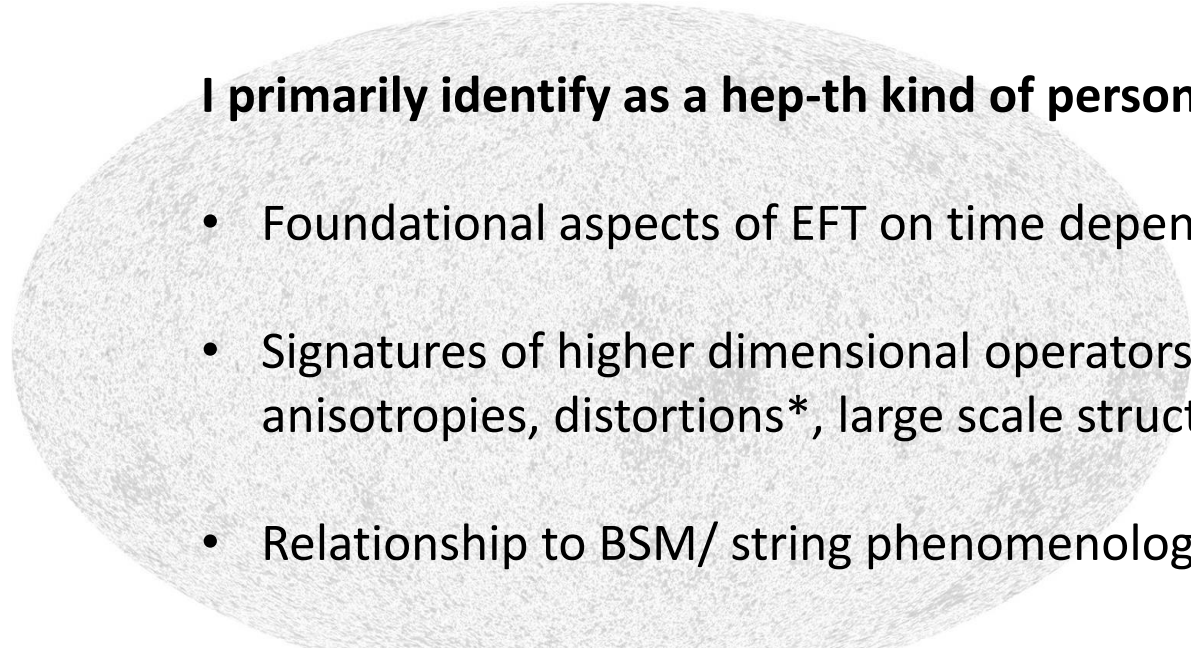 I primarily identify as a hep-th kind of person
• Foundational aspects of EFT on time depen
• Signatures of higher dimensional operators
anisotropies, distortions*, large scale struct
• Relationship to BSM/ string phenomenolog